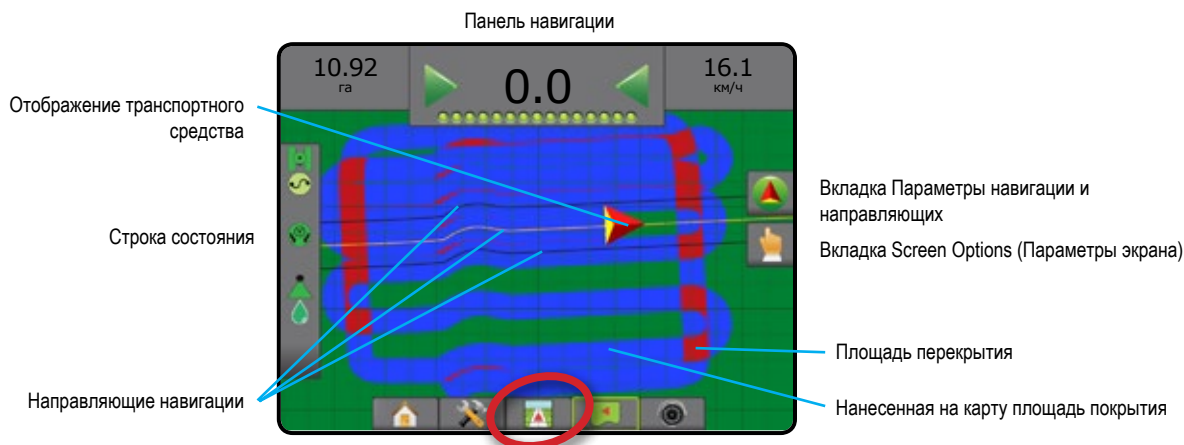 Панель навигации
10.92
га
0.0
16.1
км/ч
Отображение транспортного
средства
Строка состояния
Направляющие навигации
Вкладка Параметры навигации и
направляющих
Вкладка Screen Options (Параметры экрана)
Площадь перекрытия
Нанесенная на карту площадь покрытия